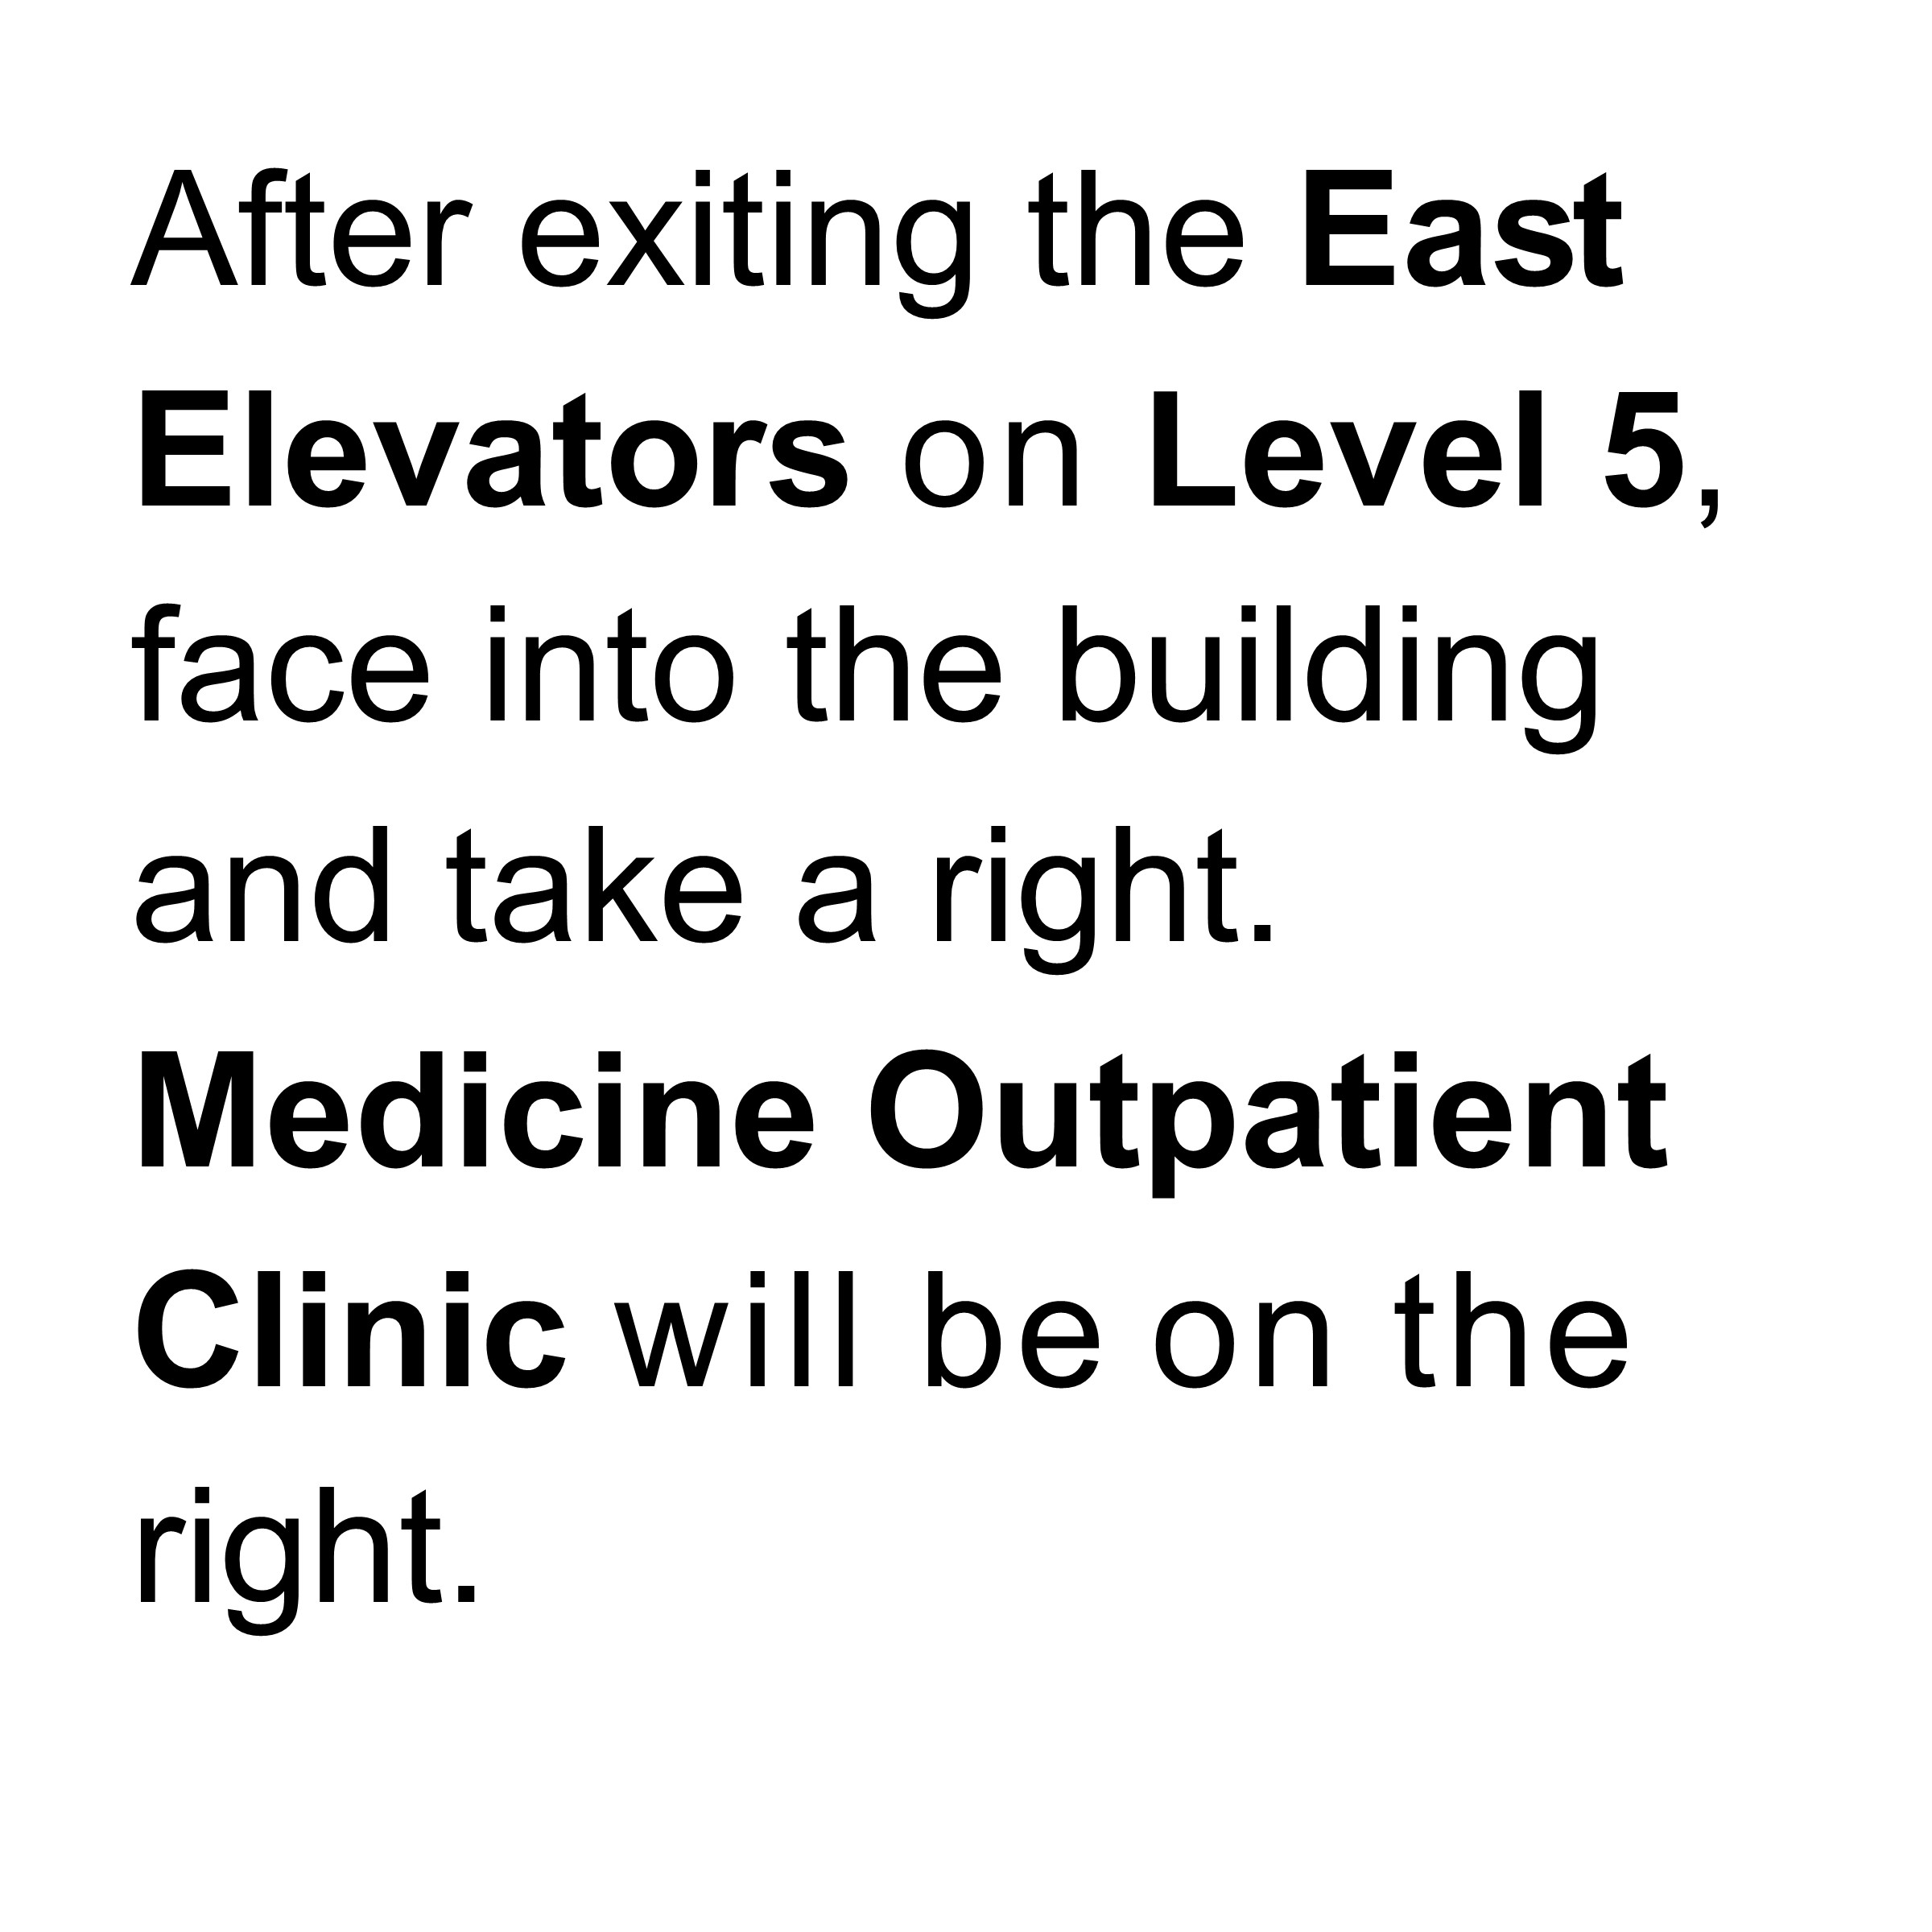 After exiting the East
Elevators on Level 5,
face into the building
and take a right.
Medicine Outpatient
Clinic will be on the
right.